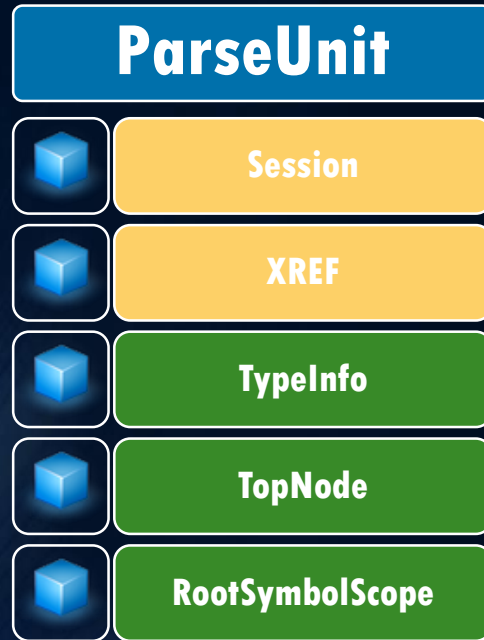 ParseUnit
Session
XREF
TypeInfo
TopNode
RootSymbolScope